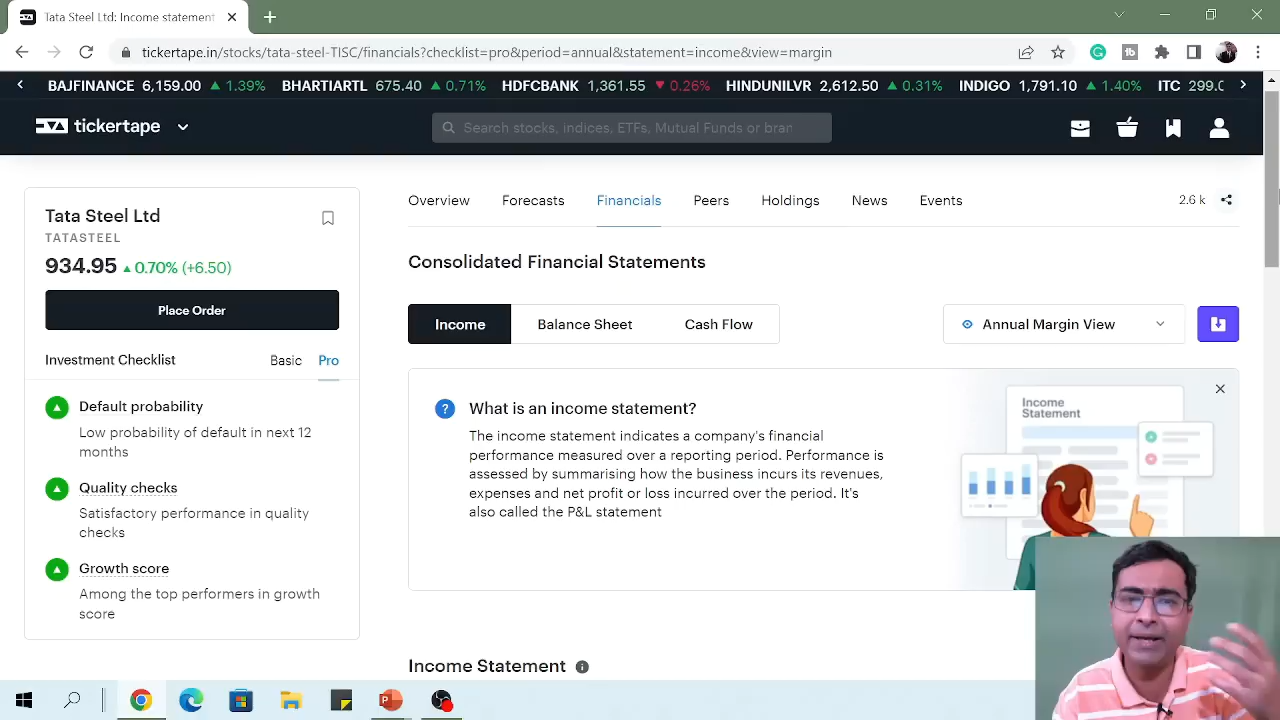 Tata Steel Ltd: Income statement
tickertape.in/stocks/tata-steel-TISC/financials?checklist=pro&period=annual&statement=income&view=margin
BAJFINANCE 6,159.00 ▲ 1.39% BHARTIARTL 675.40 ▲ 0.71% HDFCBANK 1,361.55 ▼ 0.26% HINDUNILVR 2,612.50 ▲ 0.31% INDIGO 1,791.10 ▲ 1.40% ITC 299.0
tickertape
Search stocks, indices, ETFs, Mutual Funds or bran
Tata Steel Ltd
TATASTEEL
934.95 ▲ 0.70% (+6.50)
Place Order
Investment Checklist Basic Pro
Default probability
Low probability of default in next 12
months
Quality checks
Satisfactory performance in quality
checks
Growth score
Among the top performers in growth
score
Overview Forecasts Financials Peers Holdings News Events 2.6 k
Consolidated Financial Statements
Income Balance Sheet Cash Flow Annual Margin View
? What is an income statement?
The income statement indicates a company's financial
performance measured over a reporting period. Performance is
assessed by summarising how the business incurs its revenues,
expenses and net profit or loss incurred over the period. It's
also called the P&L statement
Income
Statement
Income Statement